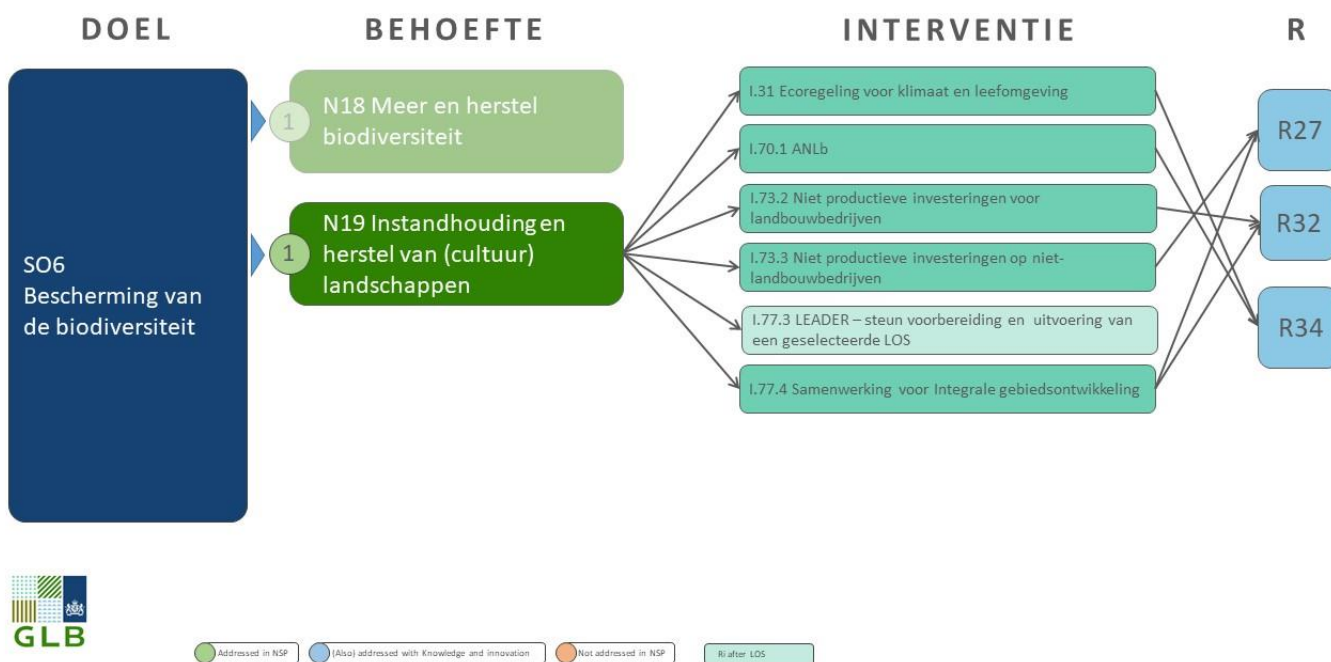 DOEL
BEHOEFTE
INTERVENTIE
R
SO6
Bescherming van
de biodiversiteit
1
N18 Meer en herstel
biodiversiteit
1
N19 Instandhouding en
herstel van (cultuur)
landschappen
I.31 Ecoregeling voor klimaat en leefomgeving
I.70.1 ANLb
I.73.2 Niet productieve investeringen voor
landbouwbedrijven
I.73.3 Niet productieve investeringen op niet-
landbouwbedrijven
I.77.3 LEADER – steun voorbereiding en uitvoering van
een geselecteerde LOS
I.77.4 Samenwerking voor Integrale gebiedsontwikkeling
R27
R32
R34
GLB
Addressed in NSP
(Also) addressed with Knowledge and innovation
Not addressed in NSP
Ri after LOS